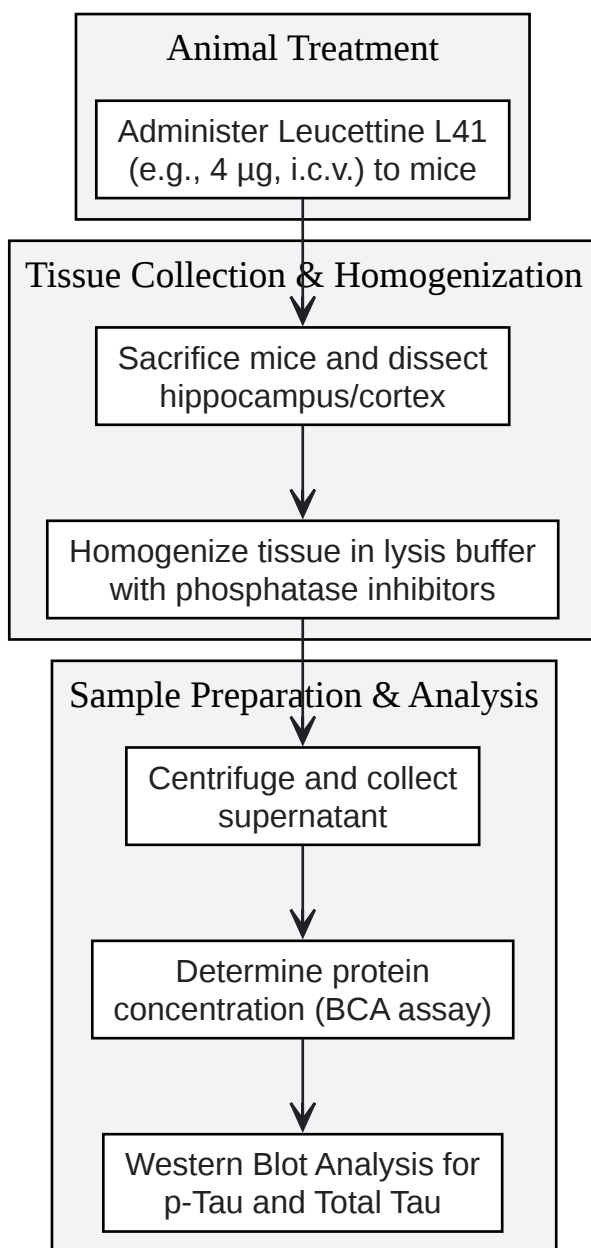 Animal Treatment
Administer Leucettine L41
(e.g., 4 µg, i.c.v.) to mice
Tissue Collection & Homogenization
Sacrifice mice and dissect
hippocampus/cortex
Homogenize tissue in lysis buffer
with phosphatase inhibitors
Sample Preparation & Analysis
Centrifuge and collect
supernatant
Determine protein
concentration (BCA assay)
Western Blot Analysis for
p-Tau and Total Tau